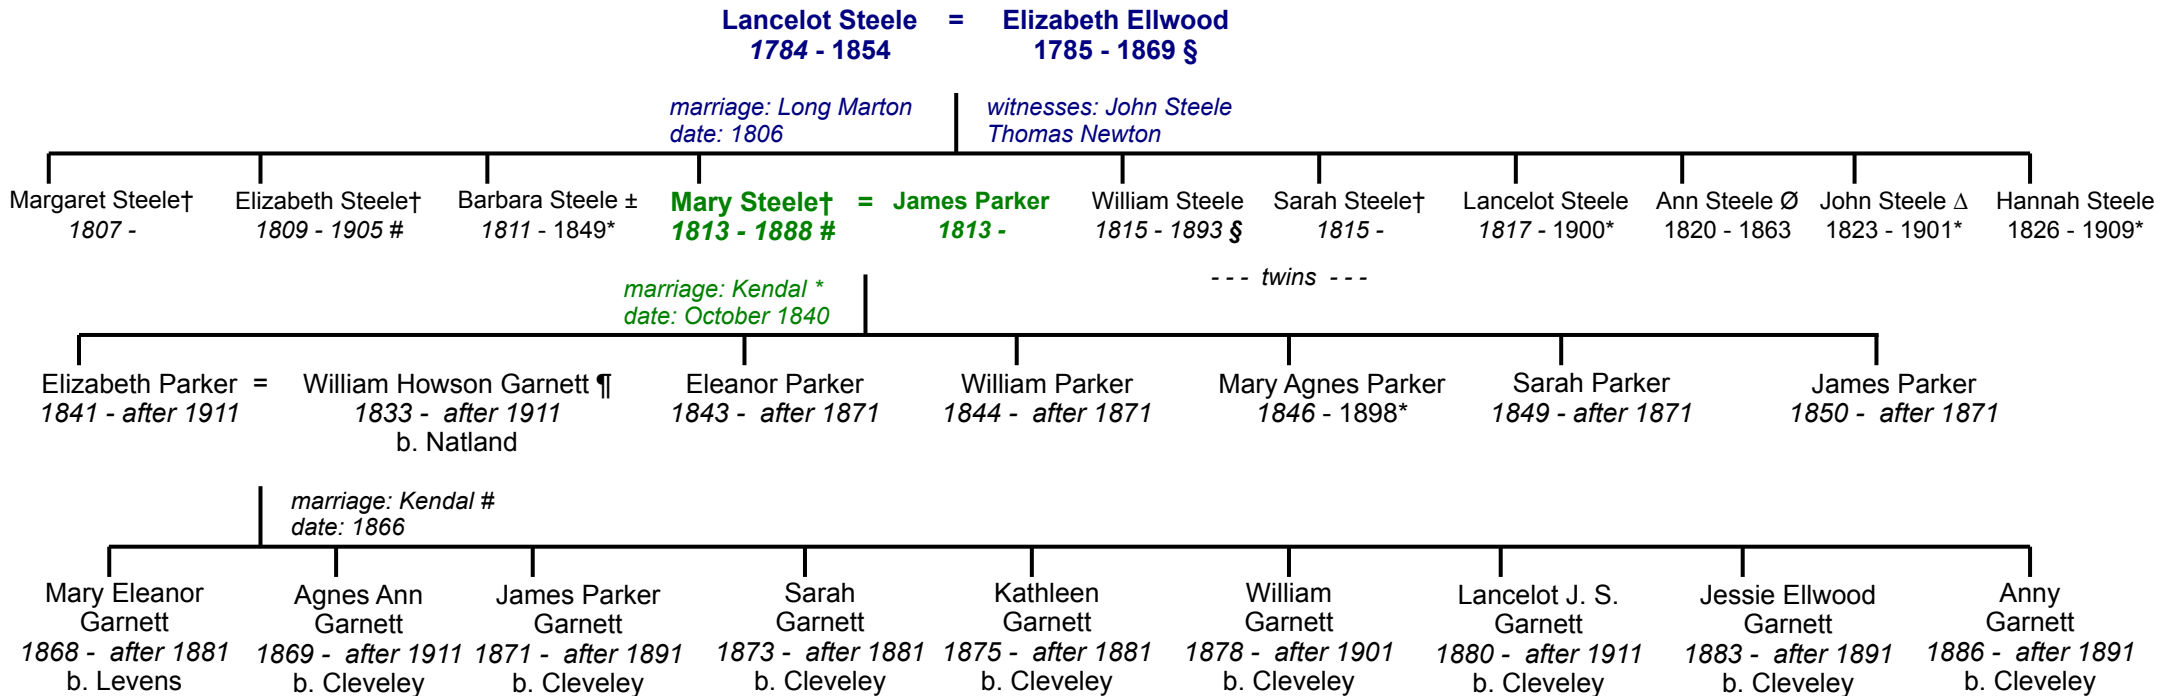 Lancelot Steele = Elizabeth Ellwood
1784 - 1854 1785 - 1869 §
marriage: Long Marton witnesses: John Steele
date: 1806 Thomas Newton
Margaret Steele† Elizabeth Steele† Barbara Steele ± Mary Steele† = James Parker William Steele Sarah Steele† Lancelot Steele Ann Steele Ø John Steele Δ Hannah Steele
1807 - 1809 - 1905 # 1811 - 1849* 1813 - 1888 # 1813 - 1815 - 1893 § 1815 - 1817 - 1900* 1820 - 1863 1823 - 1901* 1826 - 1909*
- - - twins - - -
marriage: Kendal *
date: October 1840
Elizabeth Parker = William Howson Garnett ¶ Eleanor Parker William Parker Mary Agnes Parker Sarah Parker James Parker
1841 - after 1911 1833 - after 1911 1843 - after 1871 1844 - after 1871 1846 - 1898* 1849 - after 1871 1850 - after 1871
b. Natland
marriage: Kendal #
date: 1866
Mary Eleanor Agnes Ann James Parker Sarah Kathleen William Lancelot J. S. Jessie Ellwood Anny
Garnett Garnett Garnett Garnett Garnett Garnett Garnett Garnett Garnett
1868 - after 1881 1869 - after 1911 1871 - after 1891 1873 - after 1881 1875 - after 1881 1878 - after 1901 1880 - after 1911 1883 - after 1891 1886 - after 1891
b. Levens b. Cleveley b. Cleveley b. Cleveley b. Cleveley b. Cleveley b. Cleveley b. Cleveley b. Cleveley